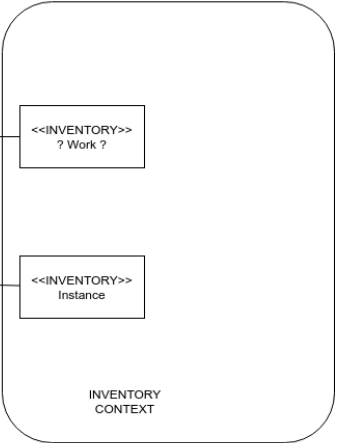 <<INVENTORY>>
? Work ?
<<INVENTORY>>
Instance
INVENTORY
CONTEXT